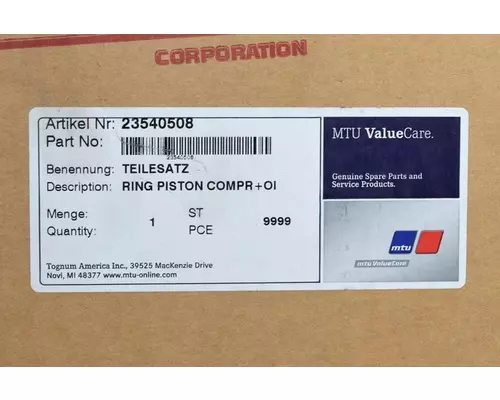 CORPORATION
Artikel Nr: 23540508
Part No:
23540508
Benennung: TEILESATZ
Description: RING PISTON COMPR+OI
Menge: 1 ST 9999
Quantity: PCE
Tognum America Inc., 39525 MacKenzie Drive
Novi, MI 48377 www.mtu-online.com
MTU ValueCare.
Genuine Spare Parts and
Service Products.
mtu
mtu ValueCare